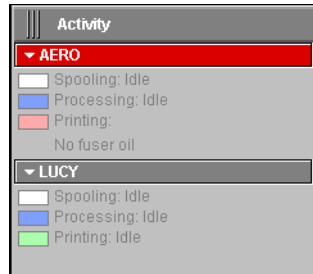 Activity
AERO
Spooling: Idle
Processing: Idle
Printing:
No fuser oil
LUCY
Spooling: Idle
Processing: Idle
Printing: Idle